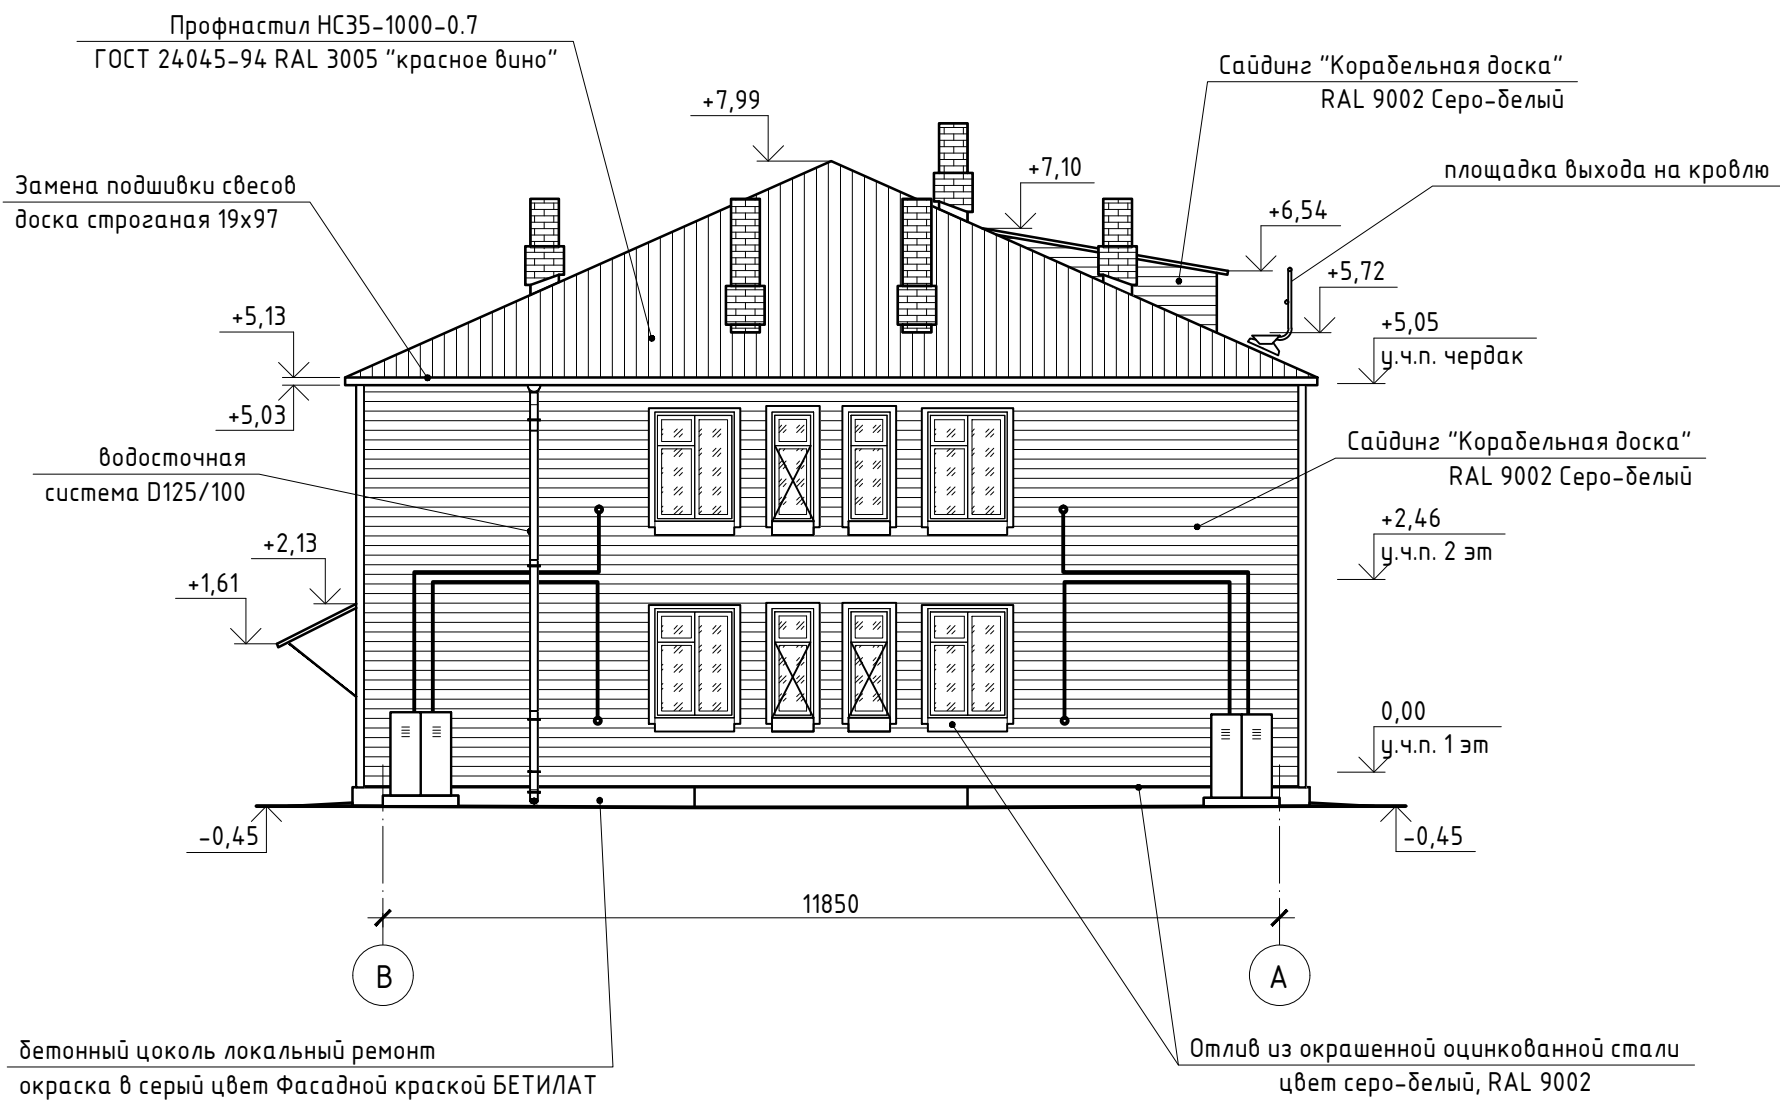 Профнастил НС35-1000-0.7
ГОСТ 24045-94 RAL 3005 "красное вино"
Сайдинг "Корабельная доска"
RAL 9002 Серо-белый
+7,99
+7,10
площадка выхода на кровлю
Замена подшивки свесов
доска строганая 19х97
+6,54
+5,72
+5,13
+5,05
у.ч.п. чердак
+5,03
Сайдинг "Корабельная доска"
RAL 9002 Серо-белый
водосточная
система D125/100
+2,46
у.ч.п. 2 эт
+2,13
+1,61
0,00
у.ч.п. 1 эт
-0,45
-0,45
11850
В
А
бетонный цоколь локальный ремонт
окраска в серый цвет Фасадной краской БЕТИЛАТ
Отлив из окрашенной оцинкованной стали
цвет серо-белый, RAL 9002